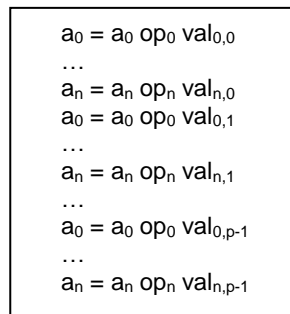 a₀ = a₀ op₀ val₀,₀
…
aₙ = aₙ opₙ valₙ,₀
a₀ = a₀ op₀ val₀,₁
…
aₙ = aₙ opₙ valₙ,₁
…
a₀ = a₀ op₀ val₀,ₚ₋₁
…
aₙ = aₙ opₙ valₙ,ₚ₋₁